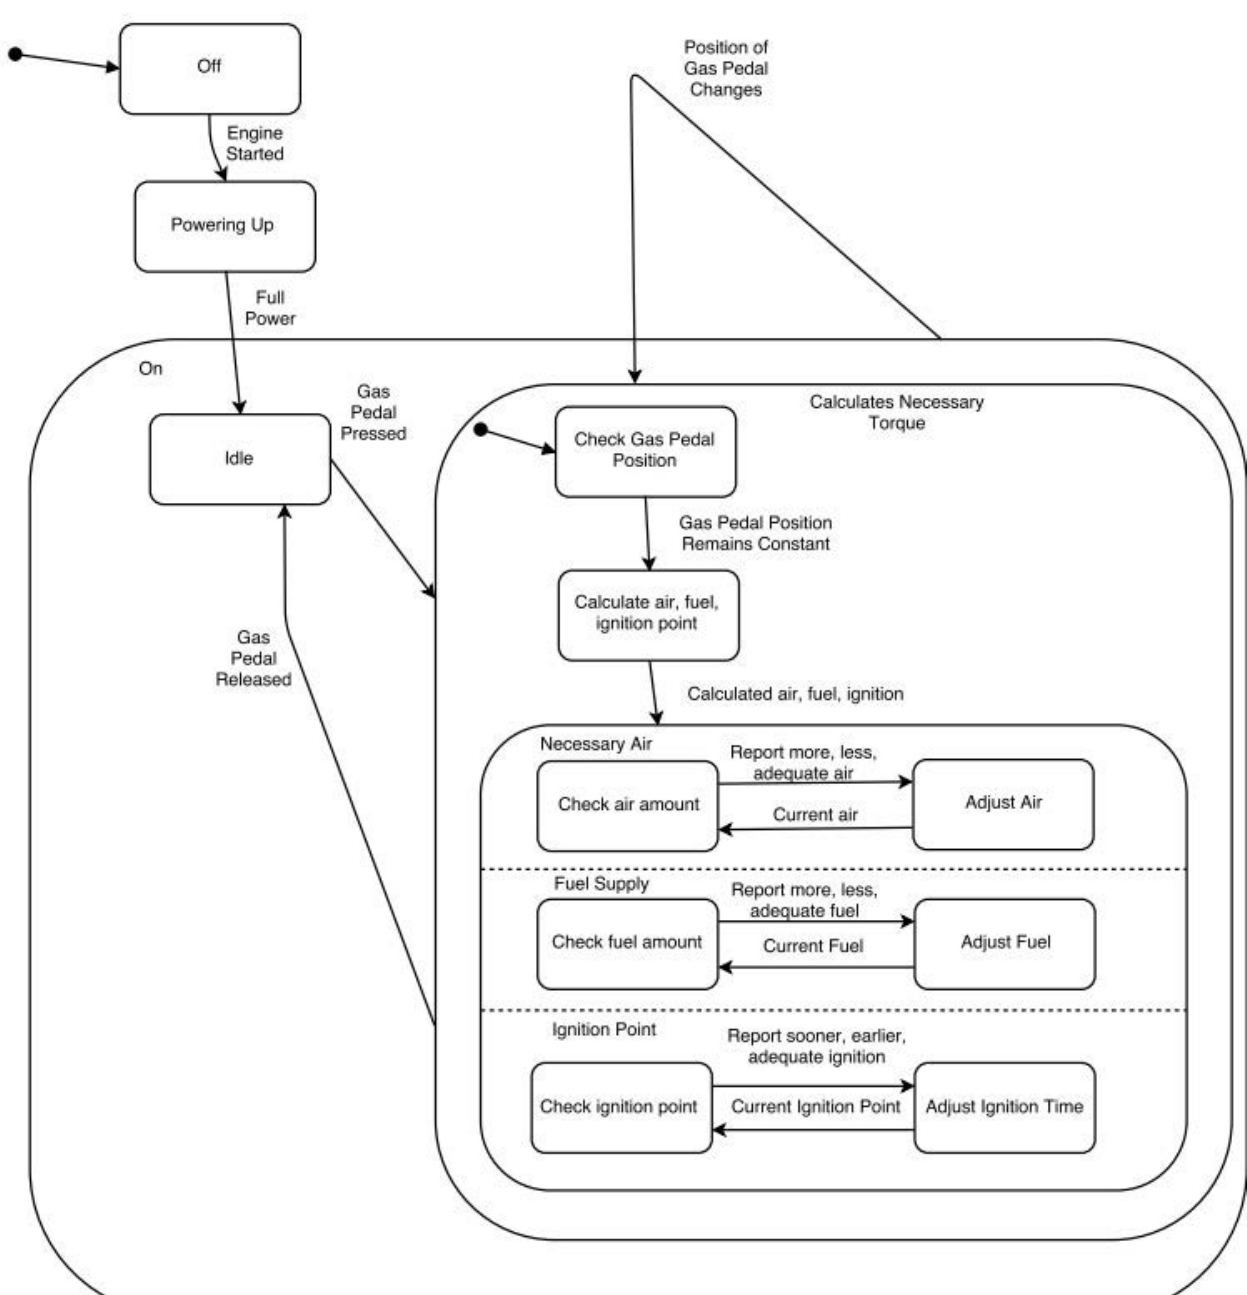 Off
Engine
Started
Powering Up
Full
Power
Position of
Gas Pedal
Changes
On
Idle
Gas
Pedal
Pressed
Gas
Pedal
Released
Calculates Necessary
Torque
Check Gas Pedal
Position
Gas Pedal Position
Remains Constant
Calculate air, fuel,
ignition point
Calculated air, fuel, ignition
Necessary Air
Check air amount
Report more, less,
adequate air
Current air
Adjust Air
Fuel Supply
Check fuel amount
Report more, less,
adequate fuel
Current Fuel
Adjust Fuel
Ignition Point
Check ignition point
Report sooner, earlier,
adequate ignition
Current Ignition Point
Adjust Ignition Time